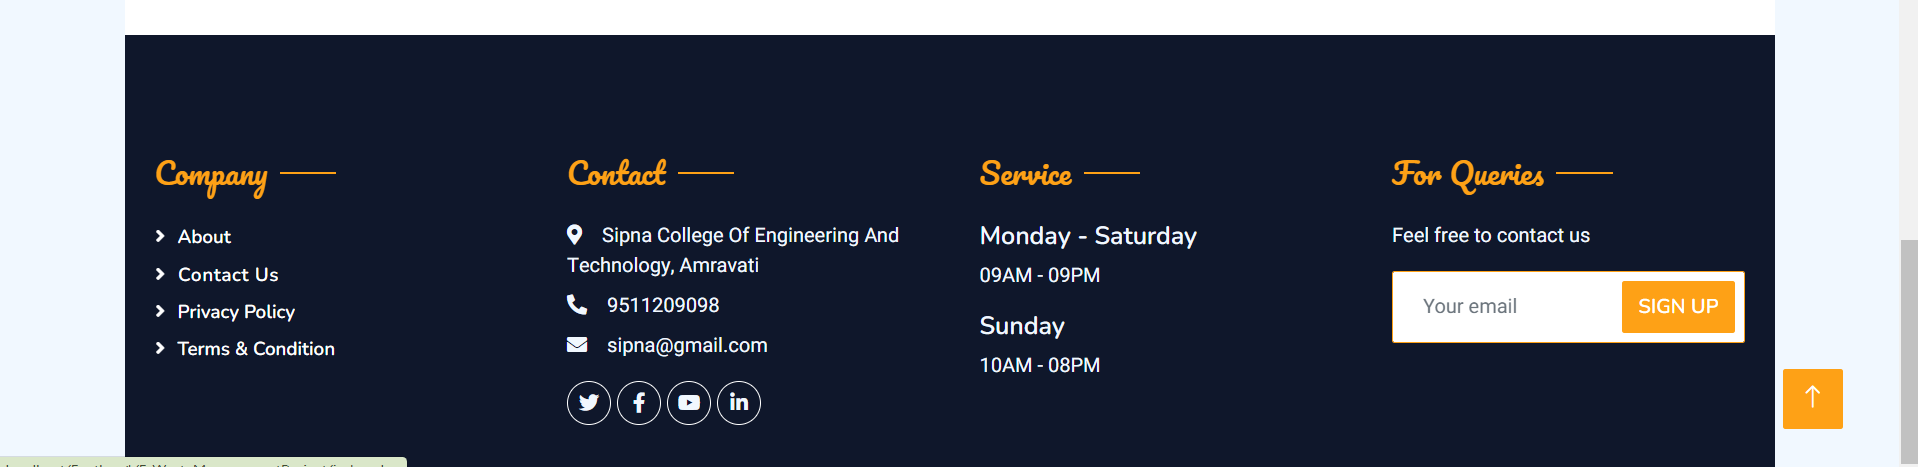 Company
About
Contact Us
Privacy Policy
Terms & Condition
Contact
Sipna College Of Engineering And
Technology, Amravati
9511209098
sipna@gmail.com
Service
Monday - Saturday
09AM - 09PM
Sunday
10AM - 08PM
For Queries
Feel free to contact us
Your email
SIGN UP